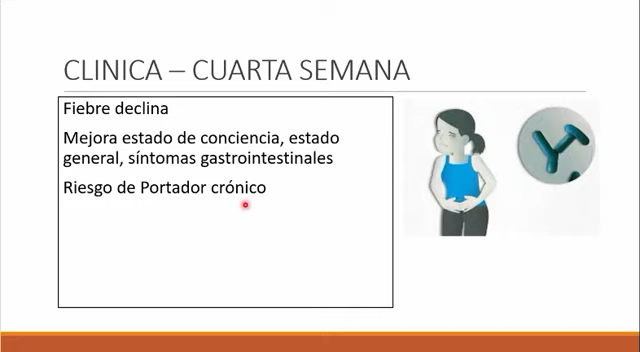 CLINICA – CUARTA SEMANA
Fiebre declina
Mejora estado de conciencia, estado
general, síntomas gastrointestinales
Riesgo de Portador crónico